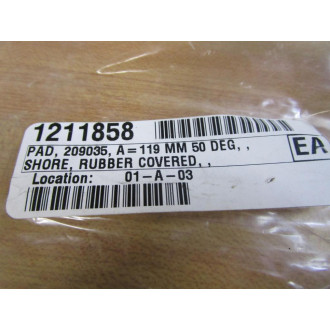 1211858
PAD, 209035, A=119 MM 50 DEG, ,
SHORE, RUBBER COVERED, ,
EA
Location: 01-A-03